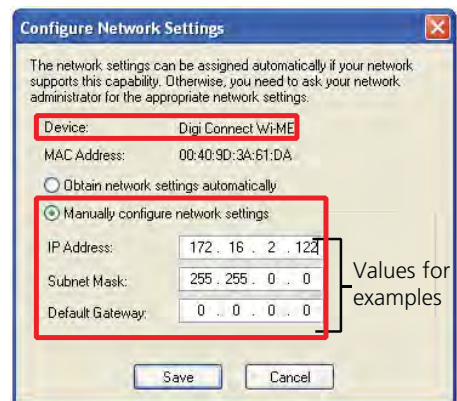 Configure Network Settings
The network settings can be assigned automatically if your network
supports this capability. Otherwise, you need to ask your network
administrator for the appropriate network settings.
Device: Digi Connect Wi-ME
MAC Address: 00:40:9D:3A:61:DA
Obtain network settings automatically
Manually configure network settings
IP Address: 172 . 16 . 2 . 122
Subnet Mask: 255 . 255 . 0 . 0
Default Gateway: 0 . 0 . 0 . 0
Values for
examples
Save Cancel